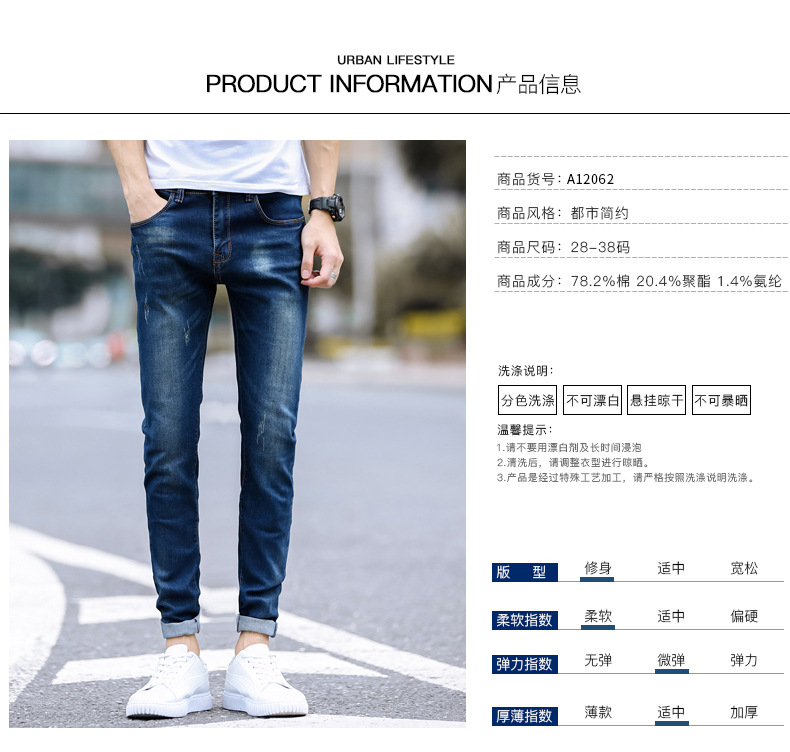 URBAN LIFESTYLE
PRODUCT INFORMATION产品信息
商品货号：A12062
商品风格：都市简约
商品尺码：28-38码
商品成分：78.2%棉 20.4%聚酯 1.4%氨纶
洗涤说明：
分色洗涤 不可漂白 悬挂晾干 不可暴晒
温馨提示：
1.请不要用漂白剂及长时间浸泡
2.清洗后，请调整衣型进行晾晒。
3.产品是经过特殊工艺加工，请严格按照洗涤说明洗涤。
版 型 修身 适中 宽松
柔软指数 柔软 适中 偏硬
弹力指数 无弹 微弹 弹力
厚薄指数 薄款 适中 加厚